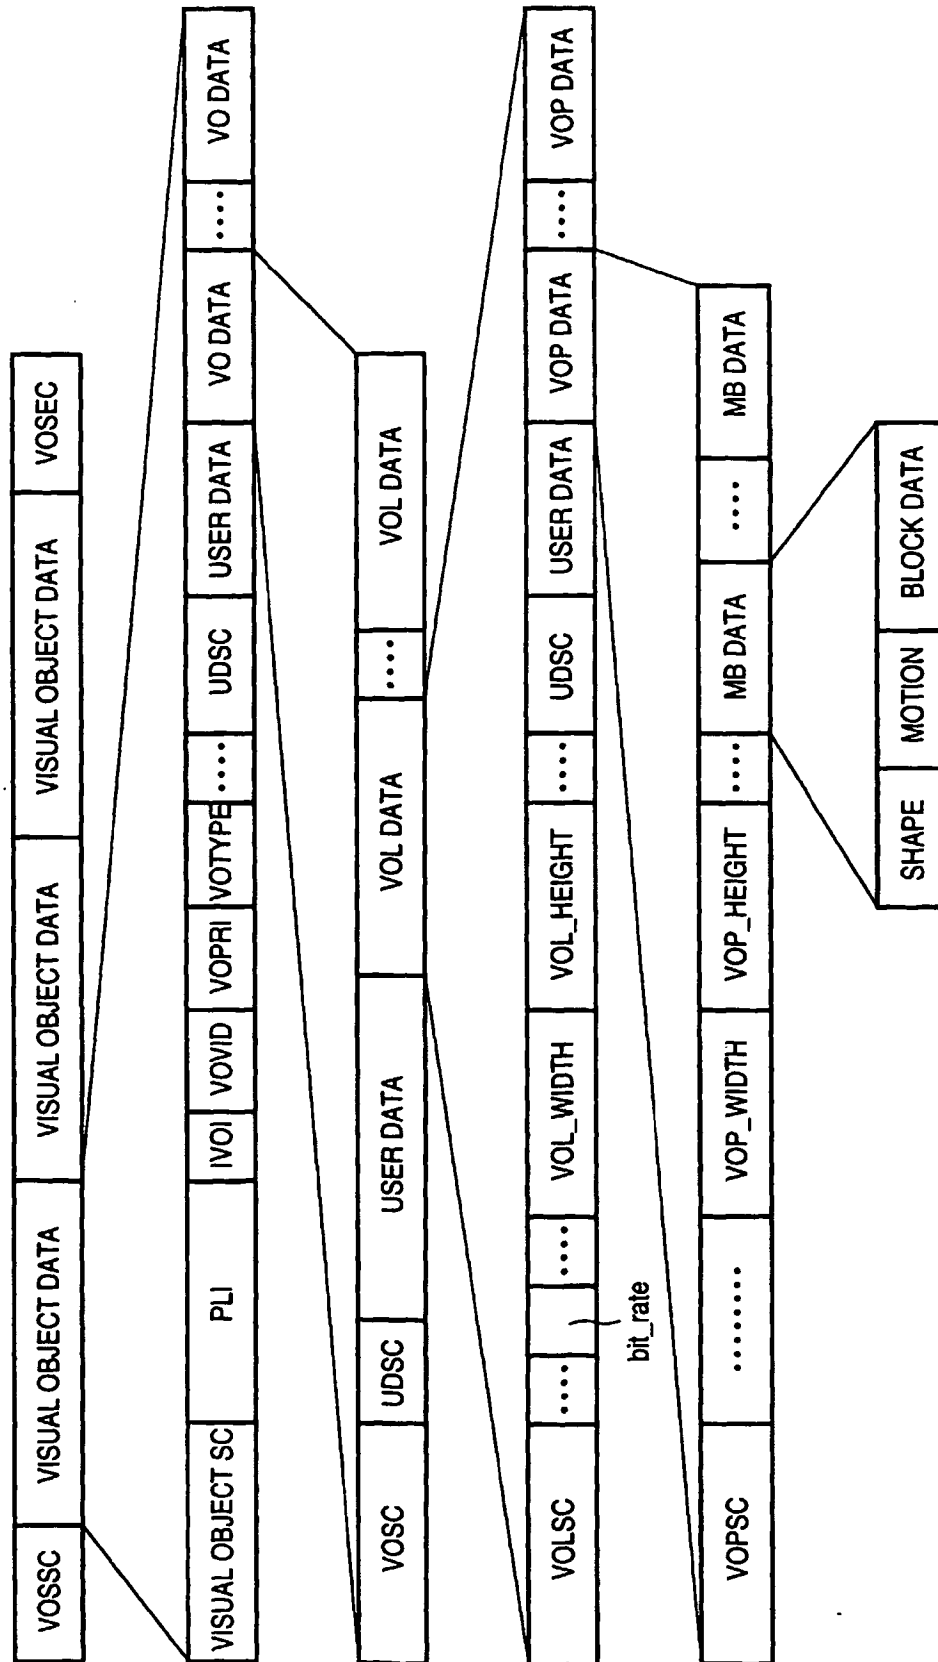 VOSSC VISUAL OBJECT DATA VISUAL OBJECT DATA VISUAL OBJECT DATA VOSEC
VISUAL OBJECT SC PLI IVOI VOVID VOPRI VOTYPE .... UDSC USER DATA VO DATA .... VO DATA
VOSC UDSC USER DATA VOL DATA .... VOL DATA
VOLSC .... .... VOL_WIDTH VOL_HEIGHT .... UDSC USER DATA VOP DATA .... VOP DATA
bit_rate
VOPSC ........ VOP_WIDTH VOP_HEIGHT .... MB DATA .... MB DATA
SHAPE MOTION BLOCK DATA